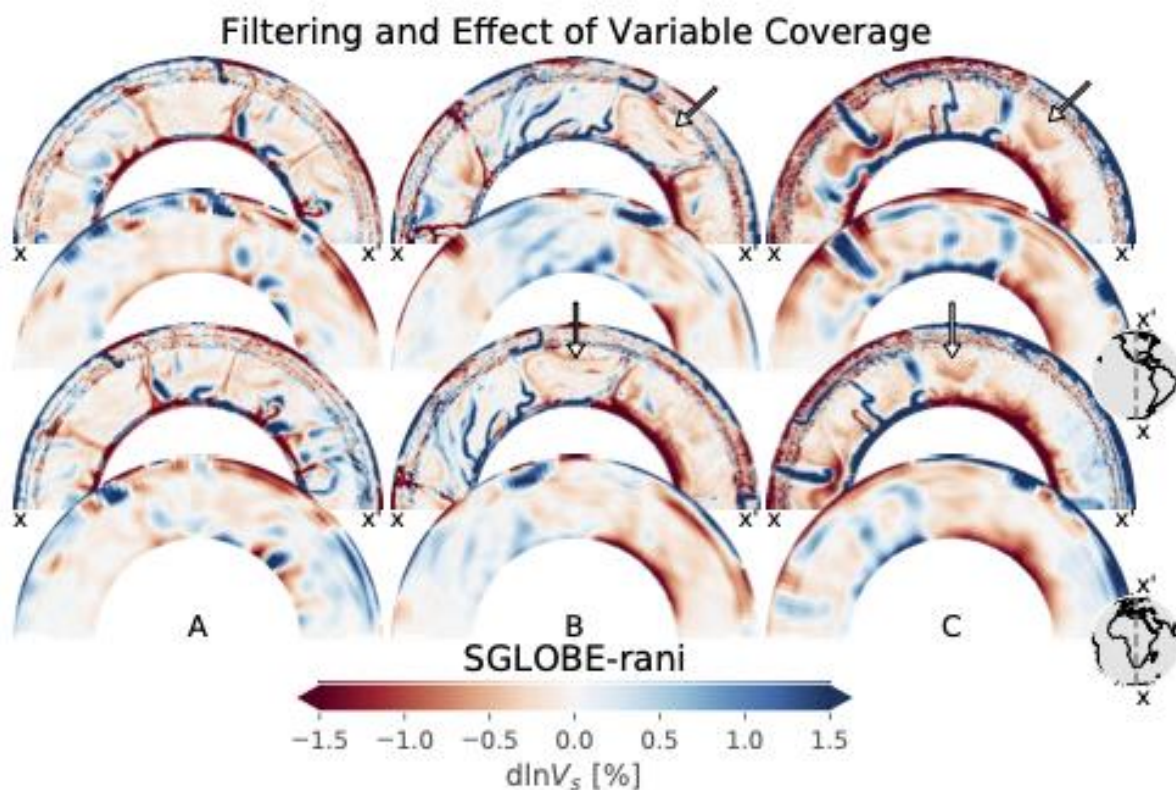 Filtering and Effect of Variable Coverage
x x' x x' x x'
x'
x
x x' x x' x x'
x'
A B C
x
SGLOBE-rani
−1.5 −1.0 −0.5 0.0 0.5 1.0 1.5
dlnVs [%]